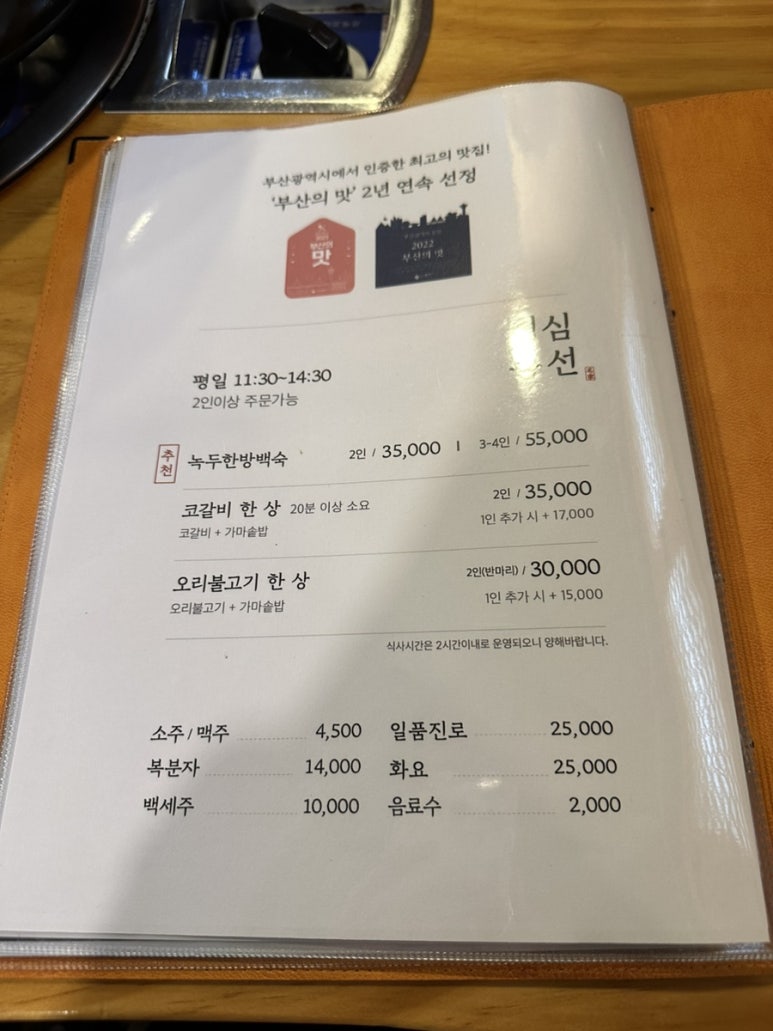 부산광역시에서 인증한 최고의 맛집!
'부산의 맛' 2년 연속 선정
부산의
맛
2022
부산의 맛
심
선
평일 11:30~14:30
2인이상 주문가능
추천
녹두한방백숙 2인 / 35,000 I 3-4인 / 55,000
코갈비 한 상 20분 이상 소요 2인 / 35,000
코갈비 + 가마솥밥 1인 추가 시 + 17,000
오리불고기 한 상 2인(반마리) / 30,000
오리불고기 + 가마솥밥 1인 추가 시 + 15,000
식사시간은 2시간이내로 운영되오니 양해바랍니다.
소주 / 맥주 4,500 일품진로 25,000
복분자 14,000 화요 25,000
백세주 10,000 음료수 2,000